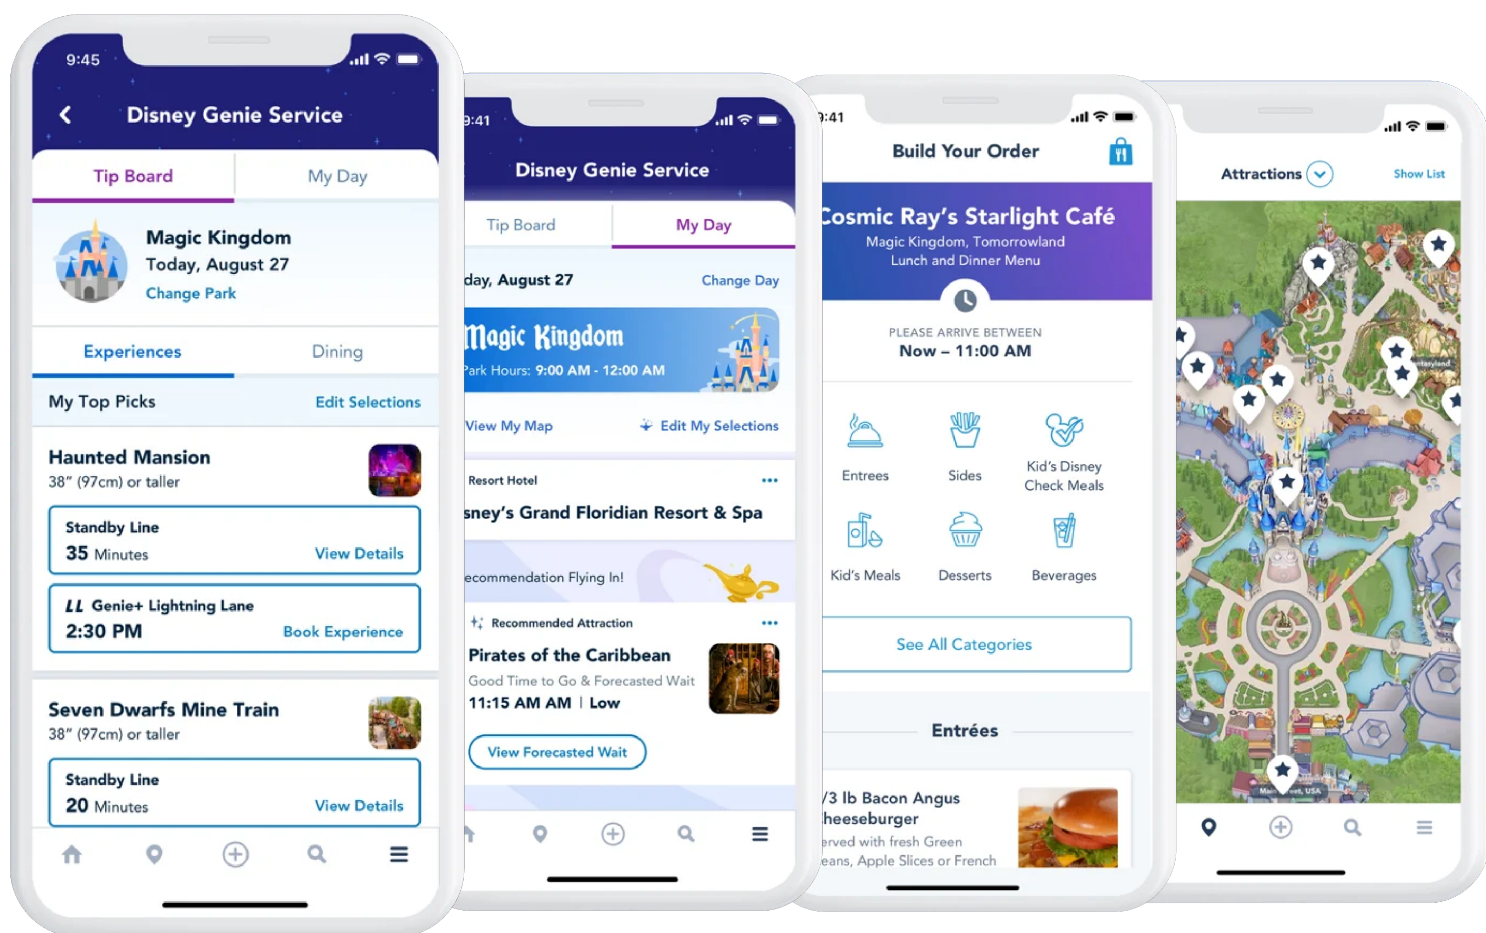 9:45
Disney Genie Service
Tip Board
My Day
Magic Kingdom
Today, August 27
Change Park
Experiences
Dining
My Top Picks
Edit Selections
Haunted Mansion
38" (97cm) or taller
Standby Line
35 Minutes
View Details
LL Genie+ Lightning Lane
2:30 PM
Book Experience
Seven Dwarfs Mine Train
38" (97cm) or taller
Standby Line
20 Minutes
View Details
9:41
Disney Genie Service
Tip Board
My Day
day, August 27
Change Day
Magic Kingdom
Park Hours: 9:00 AM - 12:00 AM
View My Map
Edit My Selections
Resort Hotel
sney's Grand Floridian Resort & Spa
ecommendation Flying In!
Recommended Attraction
Pirates of the Caribbean
Good Time to Go & Forecasted Wait
11:15 AM AM | Low
View Forecasted Wait
9:41
Build Your Order
Cosmic Ray's Starlight Café
Magic Kingdom, Tomorrowland
Lunch and Dinner Menu
PLEASE ARRIVE BETWEEN
Now – 11:00 AM
Entrees
Sides
Kid's Disney
Check Meals
Kid's Meals
Desserts
Beverages
See All Categories
Entrées
/3 lb Bacon Angus
heeseburger
erved with fresh Green
eans, Apple Slices or French
Attractions
Show List
ntasyland
Main Street, USA